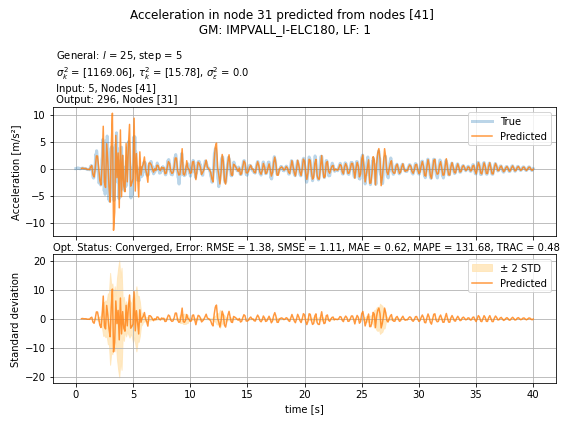 Acceleration in node 31 predicted from nodes [41]
GM: IMPVALL_I-ELC180, LF: 1
General: l = 25, step = 5
σ²_k = [1169.06], τ²_k = [15.78], σ²_ε = 0.0
Input: 5, Nodes [41]
Output: 296, Nodes [31]
Acceleration [m/s²]
10
5
0
−5
−10
True
Predicted
Opt. Status: Converged, Error: RMSE = 1.38, SMSE = 1.11, MAE = 0.62, MAPE = 131.68, TRAC = 0.48
Standard deviation
20
10
0
−10
−20
± 2 STD
Predicted
0 5 10 15 20 25 30 35 40
time [s]